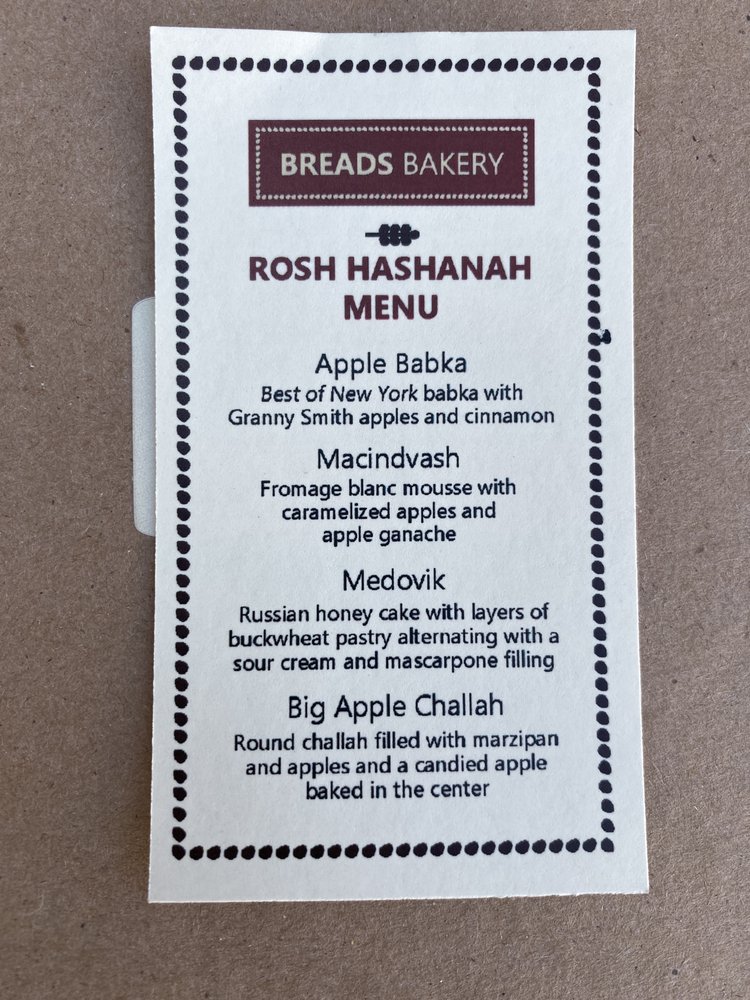 BREADS BAKERY
ROSH HASHANAH
MENU
Apple Babka
Best of New York babka with
Granny Smith apples and cinnamon
Macindvash
Fromage blanc mousse with
caramelized apples and
apple ganache
Medovik
Russian honey cake with layers of
buckwheat pastry alternating with a
sour cream and mascarpone filling
Big Apple Challah
Round challah filled with marzipan
and apples and a candied apple
baked in the center